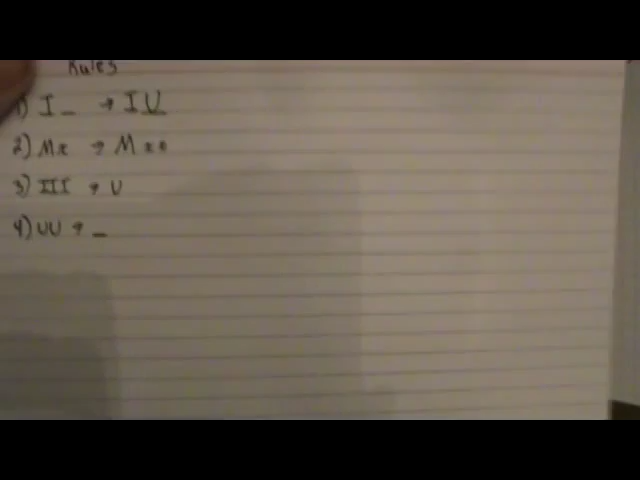 Rules
1) I_ → IU
2) Mx → Mxx
3) III → U
4) UU → _